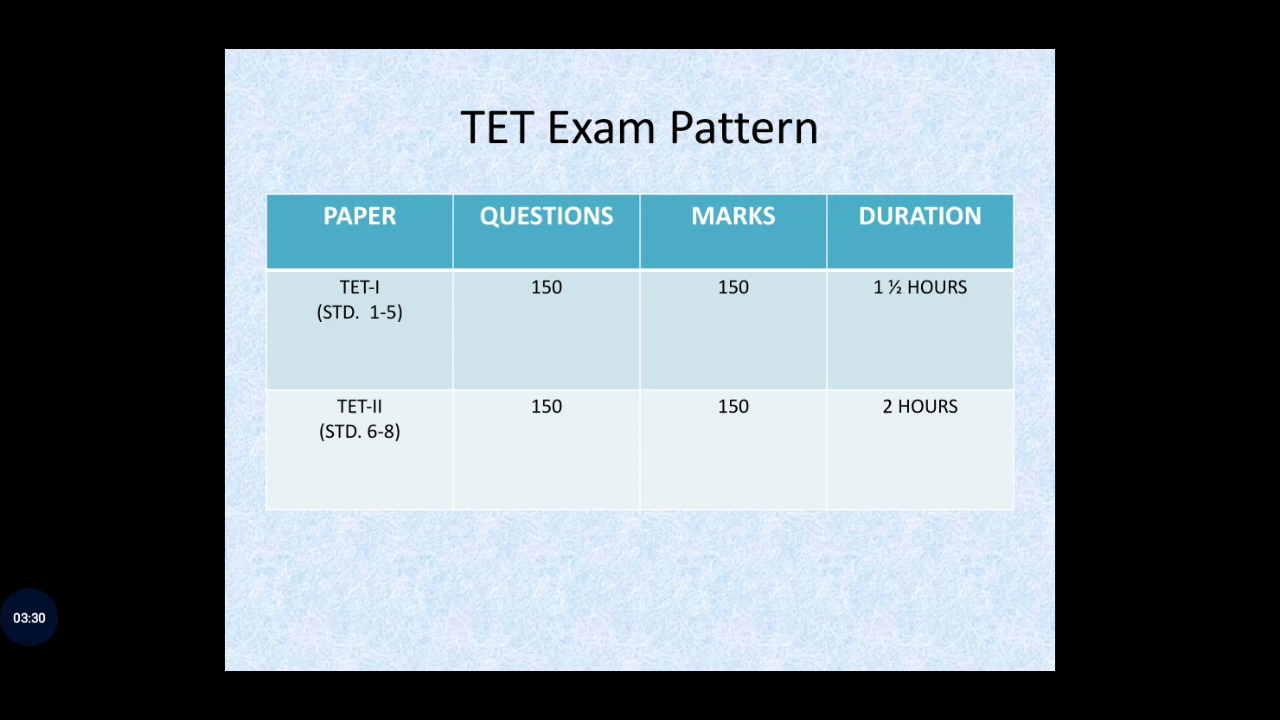 TET Exam Pattern
PAPER QUESTIONS MARKS DURATION
TET-I 150 150 1 ½ HOURS
(STD. 1-5)
TET-II 150 150 2 HOURS
(STD. 6-8)
03:30